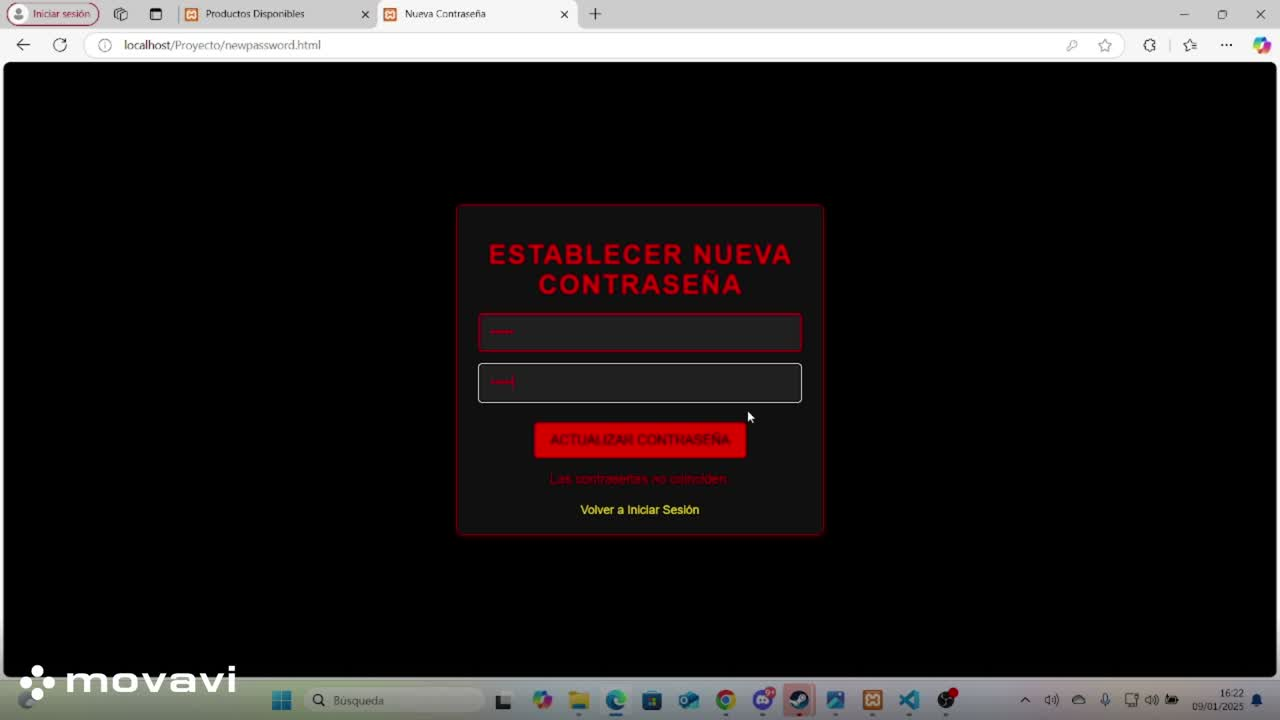 Iniciar sesión
Productos Disponibles
Nueva Contraseña
localhost/Proyecto/newpassword.html
ESTABLECER NUEVA
CONTRASEÑA
ACTUALIZAR CONTRASEÑA
Las contraseñas no coinciden
Volver a Iniciar Sesión
movavi
Búsqueda
16:22
09/01/2025